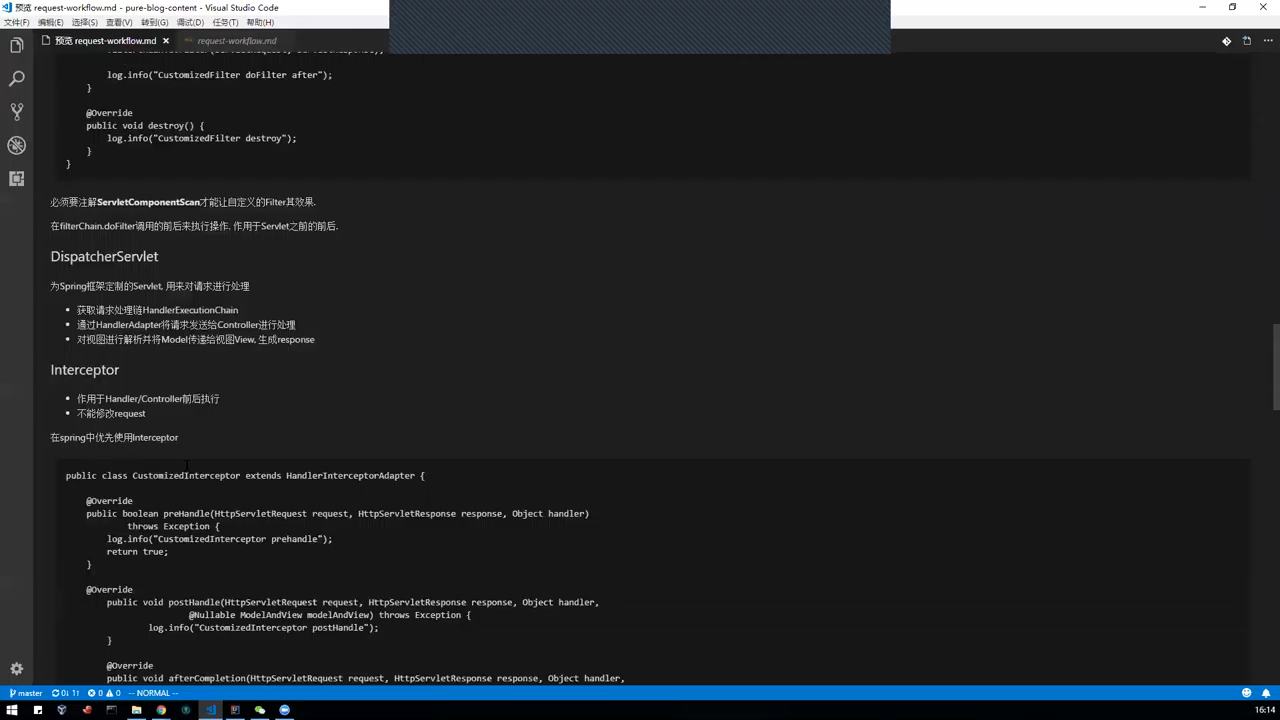 预览 request-workflow.md - pure-blog-content - Visual Studio Code
文件(F) 编辑(E) 选择(S) 查看(V) 转到(G) 调试(D) 任务(T) 帮助(H)
预览 request-workflow.md × request-workflow.md
log.info("CustomizedFilter doFilter after");
}
@Override
public void destroy() {
log.info("CustomizedFilter destroy");
}
}
必须要注解ServletComponentScan才能让自定义的Filter其效果.
在filterChain.doFilter调用的前后来执行操作. 作用于Servlet之前的前后.
DispatcherServlet
为Spring框架定制的Servlet, 用来对请求进行处理
• 获取请求处理链HandlerExecutionChain
• 通过HandlerAdapter将请求发送给Controller进行处理
• 对视图进行解析并将Model传递给视图View, 生成response
Interceptor
• 作用于Handler/Controller前后执行
• 不能修改request
在spring中优先使用Interceptor
public class CustomizedInterceptor extends HandlerInterceptorAdapter {
@Override
public boolean preHandle(HttpServletRequest request, HttpServletResponse response, Object handler)
throws Exception {
log.info("CustomizedInterceptor prehandle");
return true;
}
@Override
public void postHandle(HttpServletRequest request, HttpServletResponse response, Object handler,
@Nullable ModelAndView modelAndView) throws Exception {
log.info("CustomizedInterceptor postHandle");
}
@Override
public void afterCompletion(HttpServletRequest request, HttpServletResponse response, Object handler,
master 0↓ 1↑ 0 0 -- NORMAL --
16:14